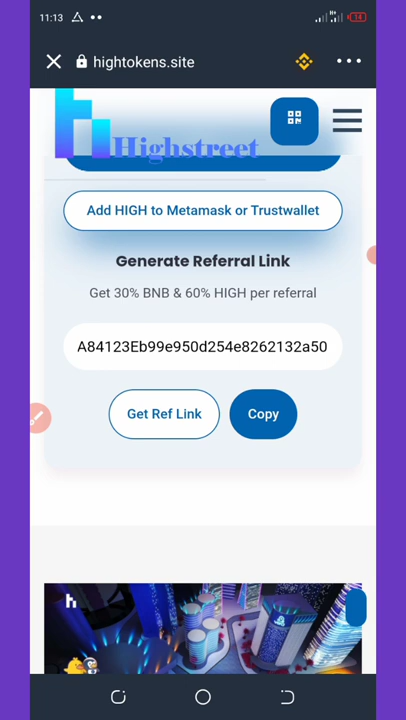 11:13
14
hightokens.site
Highstreet
Add HIGH to Metamask or Trustwallet
Generate Referral Link
Get 30% BNB & 60% HIGH per referral
A84123Eb99e950d254e8262132a50
Get Ref Link
Copy